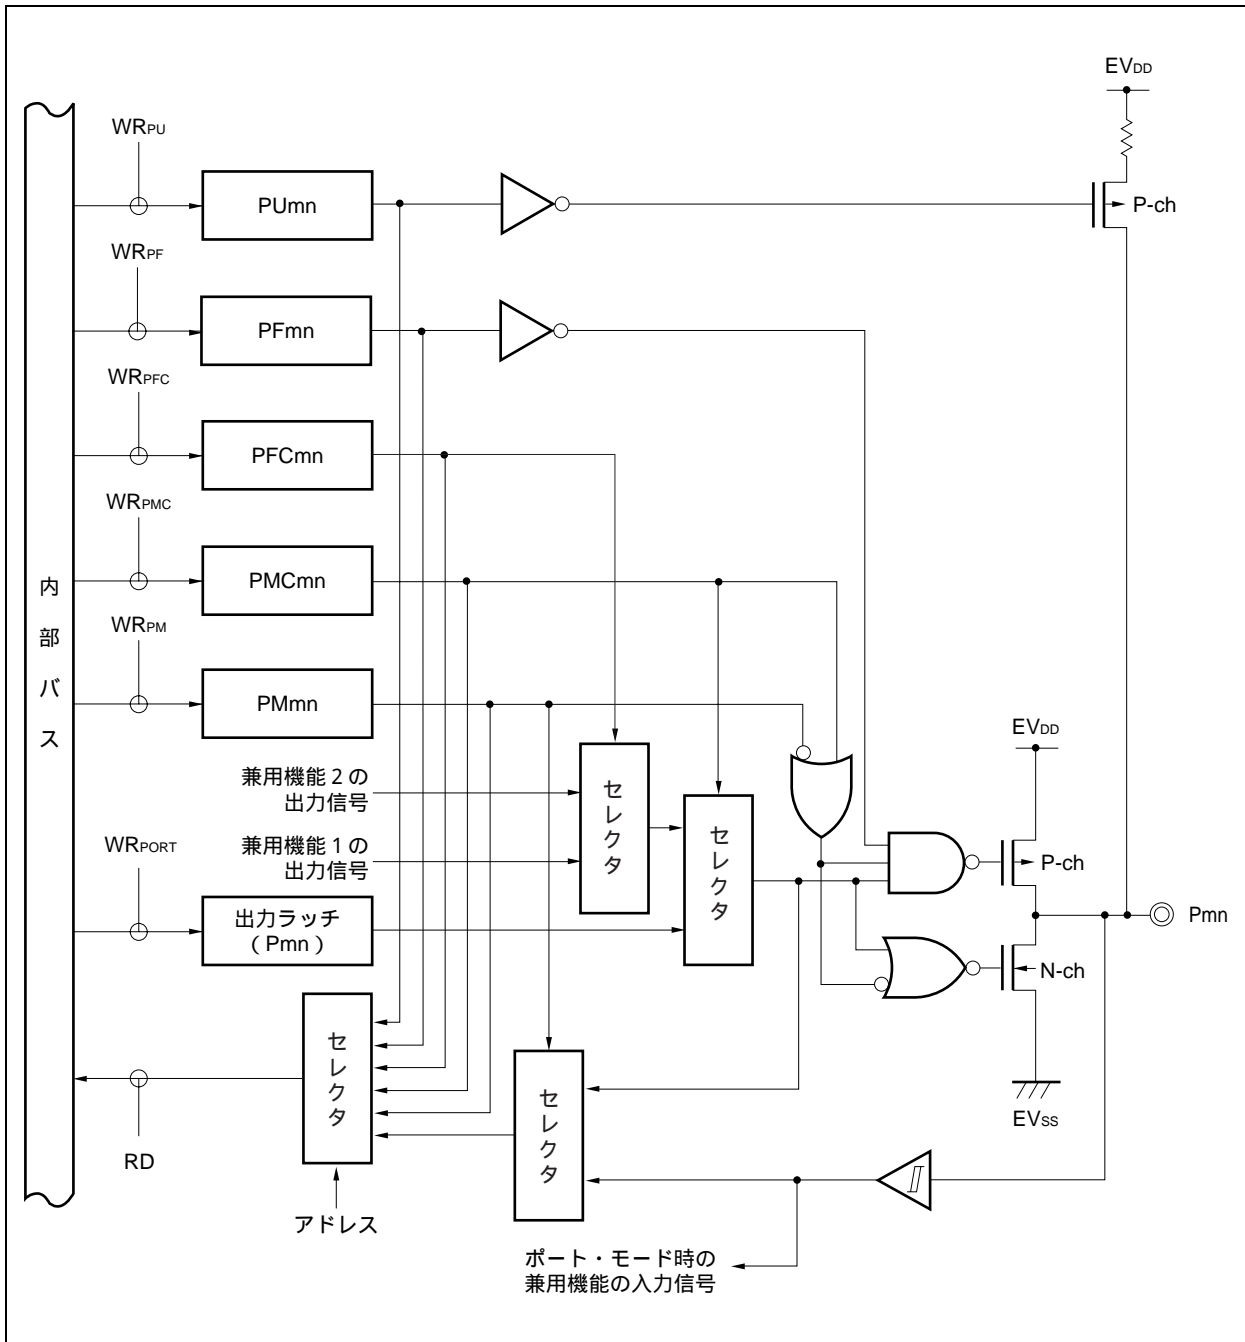 EVDD
WRPU
PUmn
P-ch
WRPF
PFmn
WRPFC
PFCmn
WRPMC
PMCmn
内部バス
WRPM
PMmn
EVDD
兼用機能2の
出力信号
セレクタ
兼用機能1の
出力信号
セレクタ
P-ch
WRPORT
出力ラッチ
(Pmn)
Pmn
N-ch
セレクタ
セレクタ
EVSS
RD
アドレス
ポート・モード時の
兼用機能の入力信号